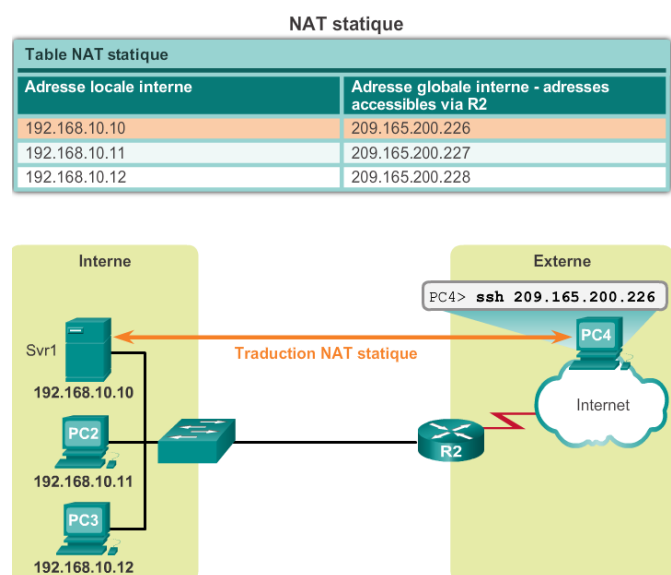 NAT statique
Table NAT statique
Adresse locale interne
Adresse globale interne - adresses
accessibles via R2
192.168.10.10
209.165.200.226
192.168.10.11
209.165.200.227
192.168.10.12
209.165.200.228
Interne
Externe
PC4> ssh 209.165.200.226
Svr1
Traduction NAT statique
PC4
192.168.10.10
Internet
PC2
R2
192.168.10.11
PC3
192.168.10.12